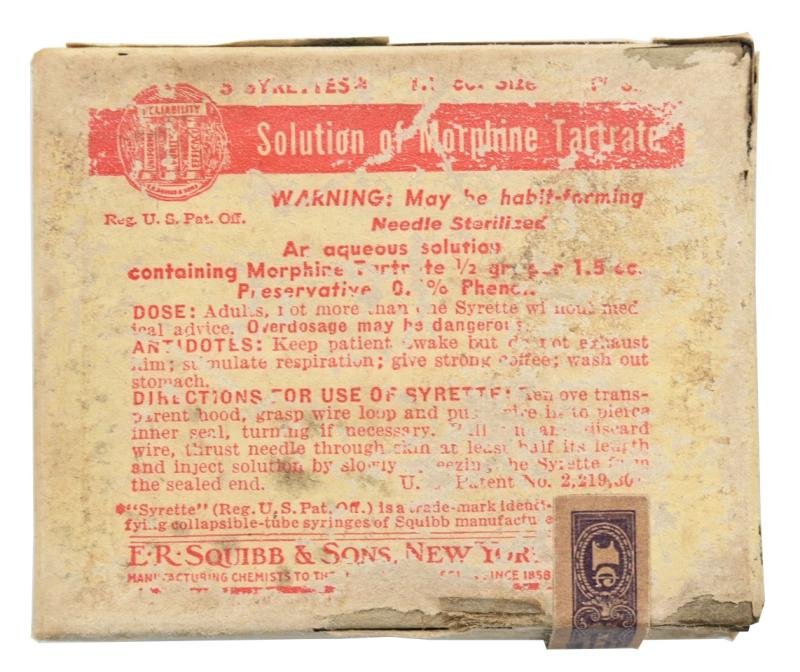 5 SYRETTES*
RELIABILITY
Solution of Morphine Tartrate
WARNING: May be habit-forming
Reg. U. S. Pat. Off.
Needle Sterilized
An aqueous solution
containing Morphine Tartrate ½ gr. per 1.5 cc.
Preservative
DOSE: Adults, not more than one Syrette without med
ical advice. Overdosage may be dangerous.
ANTIDOTES: Keep patient awake but do not exhaust
him; stimulate respiration; give strong coffee; wash out
stomach.
DIRECTIONS FOR USE OF SYRETTE: Remove trans-
parent hood, grasp wire loop and push wire in to pierce
inner seal, turning if necessary. Pull out and discard
wire, thrust needle through skin at least half its length
and inject solution by slowly squeezing the Syrette from
the sealed end. U. S. Patent No.
*"Syrette" (Reg. U. S. Pat. Off.) is a trade-mark identi-
fying collapsible-tube syringes of Squibb manufacture
E·R·SQUIBB & SONS, NEW YORK
MANUFACTURING CHEMISTS TO THE SINCE 1858